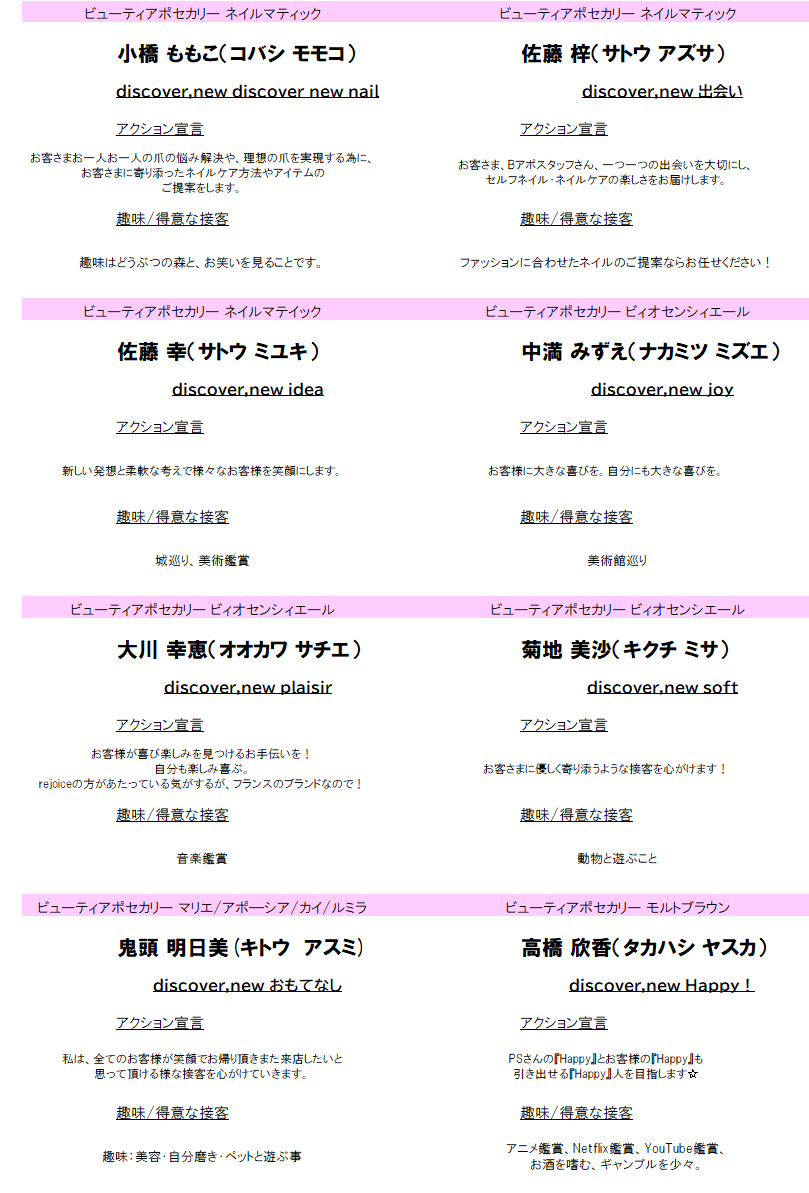 ビューティアポセカリー ネイルマティック
小橋 ももこ(コバシ モモコ)
discover,new discover new nail
アクション宣言
お客さまお一人お一人の爪の悩み解決や、理想の爪を実現する為に、
お客さまに寄り添ったネイルケア方法やアイテムの
ご提案をします。
趣味/得意な接客
趣味はどうぶつの森と、お笑いを見ることです。
ビューティアポセカリー ネイルマティック
佐藤 梓(サトウ アズサ)
discover,new 出会い
アクション宣言
お客さま、Bアポスタッフさん、一つ一つの出会いを大切にし、
セルフネイル・ネイルケアの楽しさをお届けします。
趣味/得意な接客
ファッションに合わせたネイルのご提案ならお任せください！
ビューティアポセカリー ネイルマテイック
佐藤 幸(サトウ ミユキ)
discover,new idea
アクション宣言
新しい発想と柔軟な考えで様々なお客様を笑顔にします。
趣味/得意な接客
城巡り、美術鑑賞
ビューティアポセカリー ビィオセンシィエール
中満 みずえ(ナカミツ ミズエ)
discover,new joy
アクション宣言
お客様に大きな喜びを。自分にも大きな喜びを。
趣味/得意な接客
美術館巡り
ビューティアポセカリー ビィオセンシィエール
大川 幸恵(オオカワ サチエ)
discover,new plaisir
アクション宣言
お客様が喜び楽しみを見つけるお手伝いを！
自分も楽しみ喜ぶ。
rejoiceの方があたっている気がするが、フランスのブランドなので！
趣味/得意な接客
音楽鑑賞
ビューティアポセカリー ビィオセンシエール
菊地 美沙(キクチ ミサ)
discover,new soft
アクション宣言
お客さまに優しく寄り添うような接客を心がけます！
趣味/得意な接客
動物と遊ぶこと
ビューティアポセカリー マリエ/アポーシア/カイ/ルミラ
鬼頭 明日美(キトウ　アスミ)
discover,new おもてなし
アクション宣言
私は、全てのお客様が笑顔でお帰り頂きまた来店したいと
思って頂ける様な接客を心がけていきます。
趣味/得意な接客
趣味：美容・自分磨き・ペットと遊ぶ事
ビューティアポセカリー モルトブラウン
高橋 欣香(タカハシ ヤスカ)
discover,new Happy！
アクション宣言
PSさんの『Happy』とお客様の『Happy』も
引き出せる『Happy』人を目指します☆
趣味/得意な接客
アニメ鑑賞、Netflix鑑賞、YouTube鑑賞、
お酒を嗜む、ギャンブルを少々。